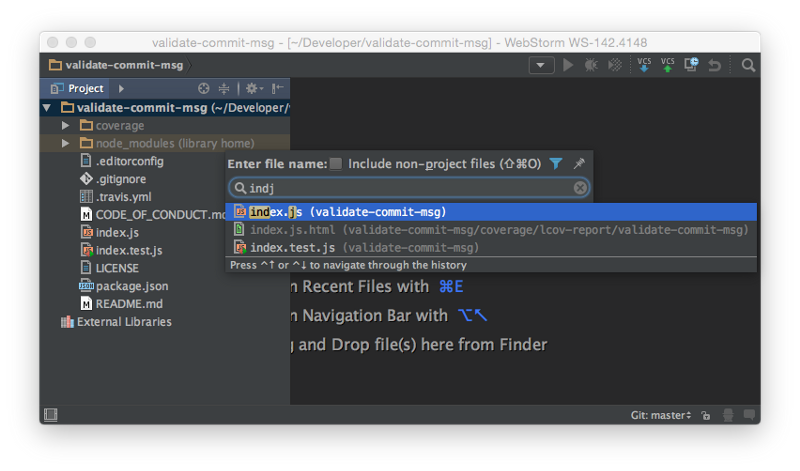 validate-commit-msg - [~/Developer/validate-commit-msg] - WebStorm WS-142.4148
validate-commit-msg
VCS VCS
Project
validate-commit-msg (~/Developer/
coverage
node_modules (library home)
.editorconfig
.gitignore
.travis.yml
CODE_OF_CONDUCT.md
index.js
index.test.js
LICENSE
package.json
README.md
External Libraries
Enter file name: Include non-project files (⇧⌘O)
indj
index.js (validate-commit-msg)
index.js.html (validate-commit-msg/coverage/lcov-report/validate-commit-msg)
index.test.js (validate-commit-msg)
Press ^↑ or ^↓ to navigate through the history
n Recent Files with ⌘E
n Navigation Bar with ⌥↖
g and Drop file(s) here from Finder
Git: master